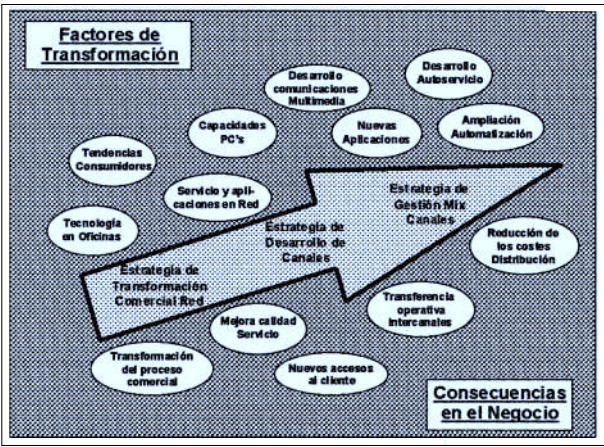 Factores de
Transformación
Desarrollo
comunicaciones
Multimedia
Desarrollo
Autoservicio
Capacidades
PC's
Nuevas
Aplicaciones
Ampliación
Automatización
Tendencias
Consumidores
Servicio y apli-
caciones en Red
Tecnología
en Oficinas
Estrategia de
Gestión Mix
Canales
Estrategia de
Desarrollo de
Canales
Estrategia de
Transformación
Comercial Red
Reducción de
los costes
Distribución
Transferencia
operativa
Intercanales
Mejora calidad
Servicio
Transformación
del proceso
comercial
Nuevos accesos
al cliente
Consecuencias
en el Negocio